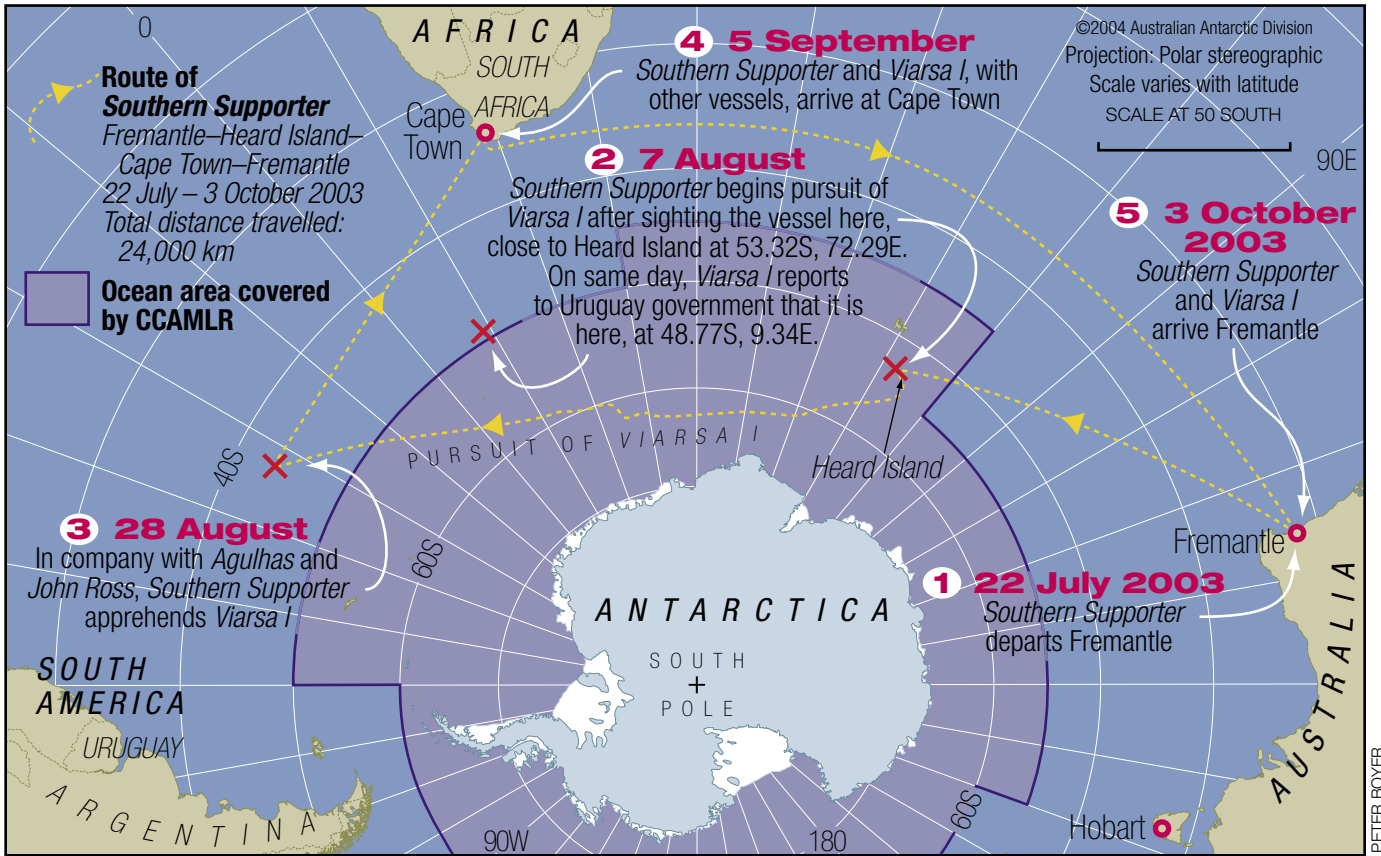 0
Route of
Southern Supporter
Fremantle–Heard Island–
Cape Town–Fremantle
22 July – 3 October 2003
Total distance travelled:
24,000 km
Ocean area covered
by CCAMLR
AFRICA
SOUTH
AFRICA
Cape
Town
4 5 September
Southern Supporter and Viarsa I, with
other vessels, arrive at Cape Town
©2004 Australian Antarctic Division
Projection: Polar stereographic
Scale varies with latitude
SCALE AT 50 SOUTH
90E
2 7 August
Southern Supporter begins pursuit of
Viarsa I after sighting the vessel here,
close to Heard Island at 53.32S, 72.29E.
On same day, Viarsa I reports
to Uruguay government that it is
here, at 48.77S, 9.34E.
5 3 October
2003
Southern Supporter
and Viarsa I
arrive Fremantle
40S
PURSUIT OF VIARSA I
Heard Island
3 28 August
In company with Agulhas and
John Ross, Southern Supporter
apprehends Viarsa I
60S
Fremantle
1 22 July 2003
Southern Supporter
departs Fremantle
ANTARCTICA
SOUTH
+
POLE
SOUTH
AMERICA
URUGUAY
ARGENTINA
90W
180
60S
Hobart
AUSTRALIA
PETER BOYER